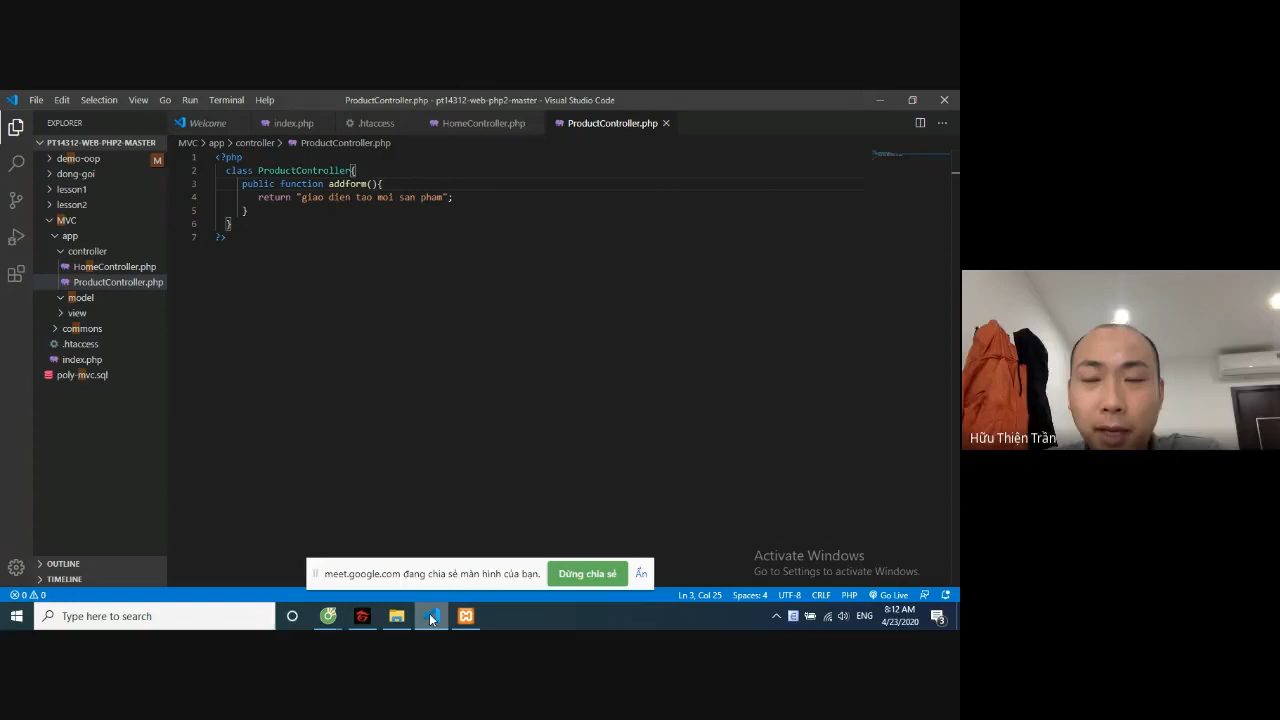 File Edit Selection View Go Run Terminal Help
ProductController.php - pt14312-web-php2-master - Visual Studio Code
EXPLORER
Welcome
index.php
.htaccess
HomeController.php
ProductController.php
PT14312-WEB-PHP2-MASTER
demo-oop M
dong-goi
lesson1
lesson2
MVC
app
controller
HomeController.php
ProductController.php
model
view
commons
.htaccess
index.php
poly-mvc.sql
OUTLINE
TIMELINE
MVC > app > controller > ProductController.php
1 <?php
2 class ProductController{
3 public function addform(){
4 return "giao dien tao moi san pham";
5 }
6 }
7 ?>
Hữu Thiện Trần
meet.google.com đang chia sẻ màn hình của bạn. Dừng chia sẻ Ẩn
Activate Windows
Go to Settings to activate Windows.
0 0
Ln 3, Col 25 Spaces: 4 UTF-8 CRLF PHP Go Live
Type here to search
ENG
8:12 AM
4/23/2020
3